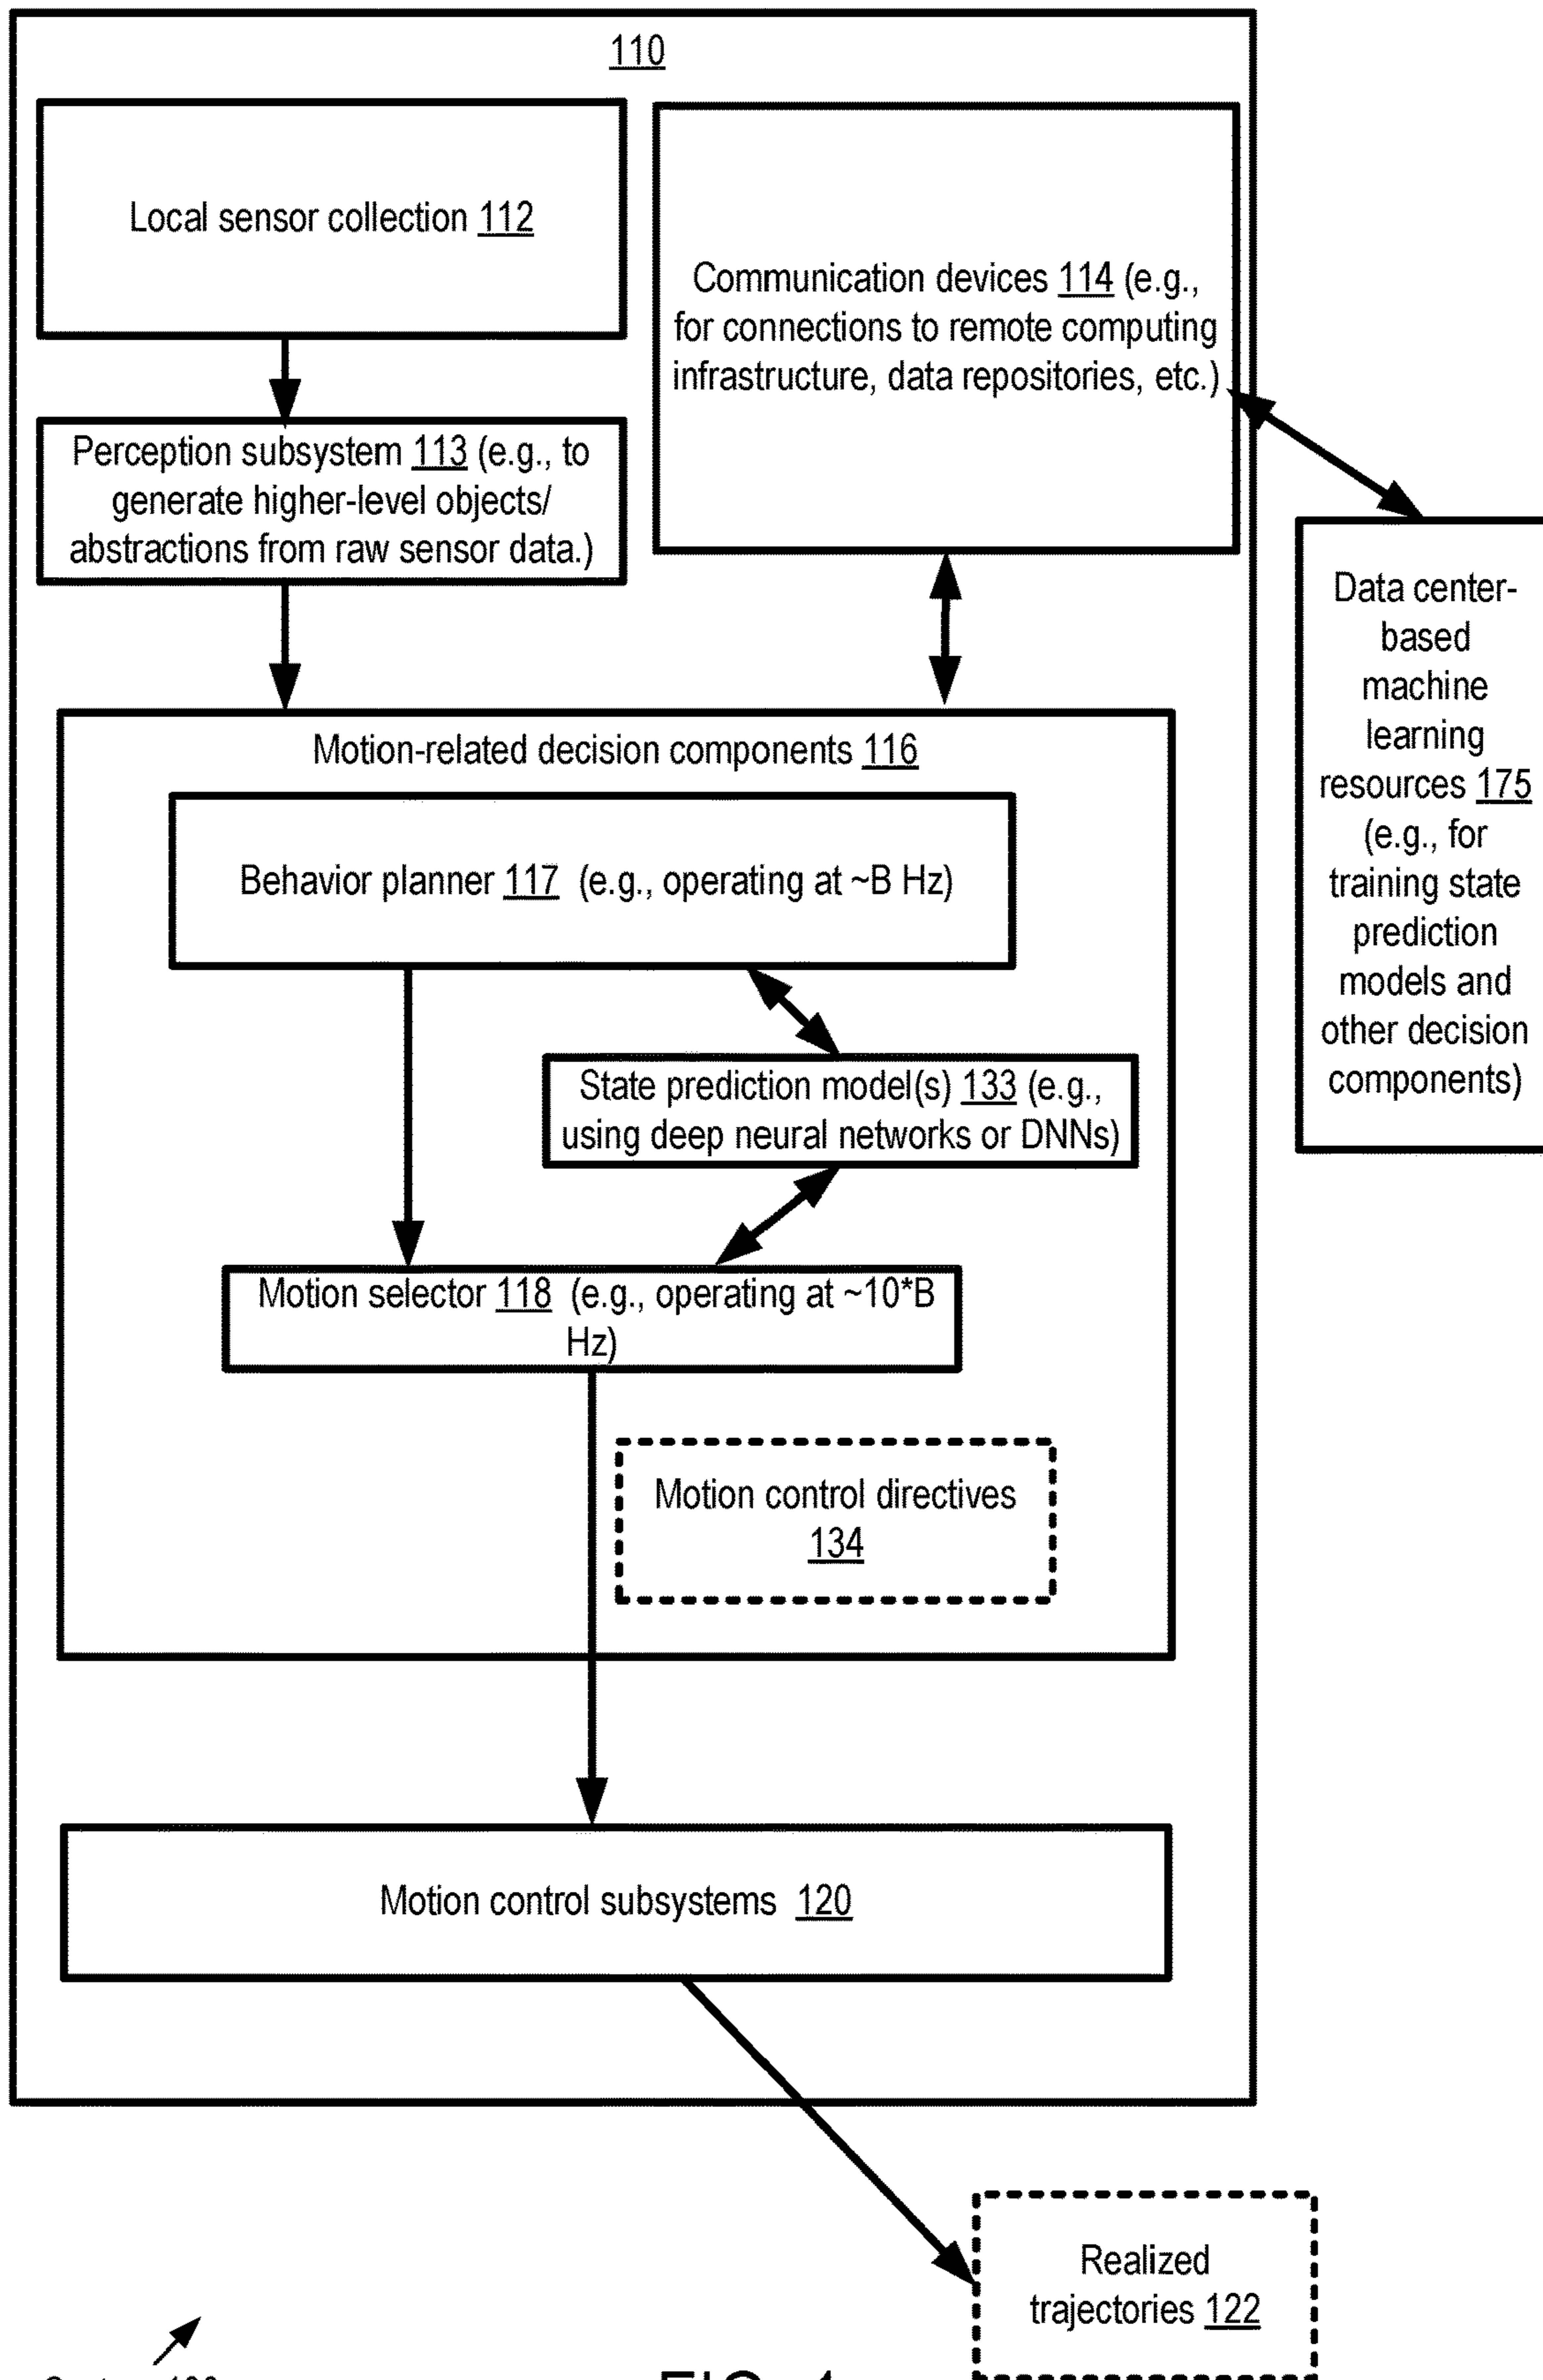 110
Local sensor collection 112
Communication devices 114 (e.g.,
for connections to remote computing
infrastructure, data repositories, etc.)
Perception subsystem 113 (e.g., to
generate higher-level objects/
abstractions from raw sensor data.)
Data center-
based
machine
learning
resources 175
(e.g., for
training state
prediction
models and
other decision
components)
Motion-related decision components 116
Behavior planner 117 (e.g., operating at ~B Hz)
State prediction model(s) 133 (e.g.,
using deep neural networks or DNNs)
Motion selector 118 (e.g., operating at ~10*B
Hz)
Motion control directives
134
Motion control subsystems 120
Realized
trajectories 122